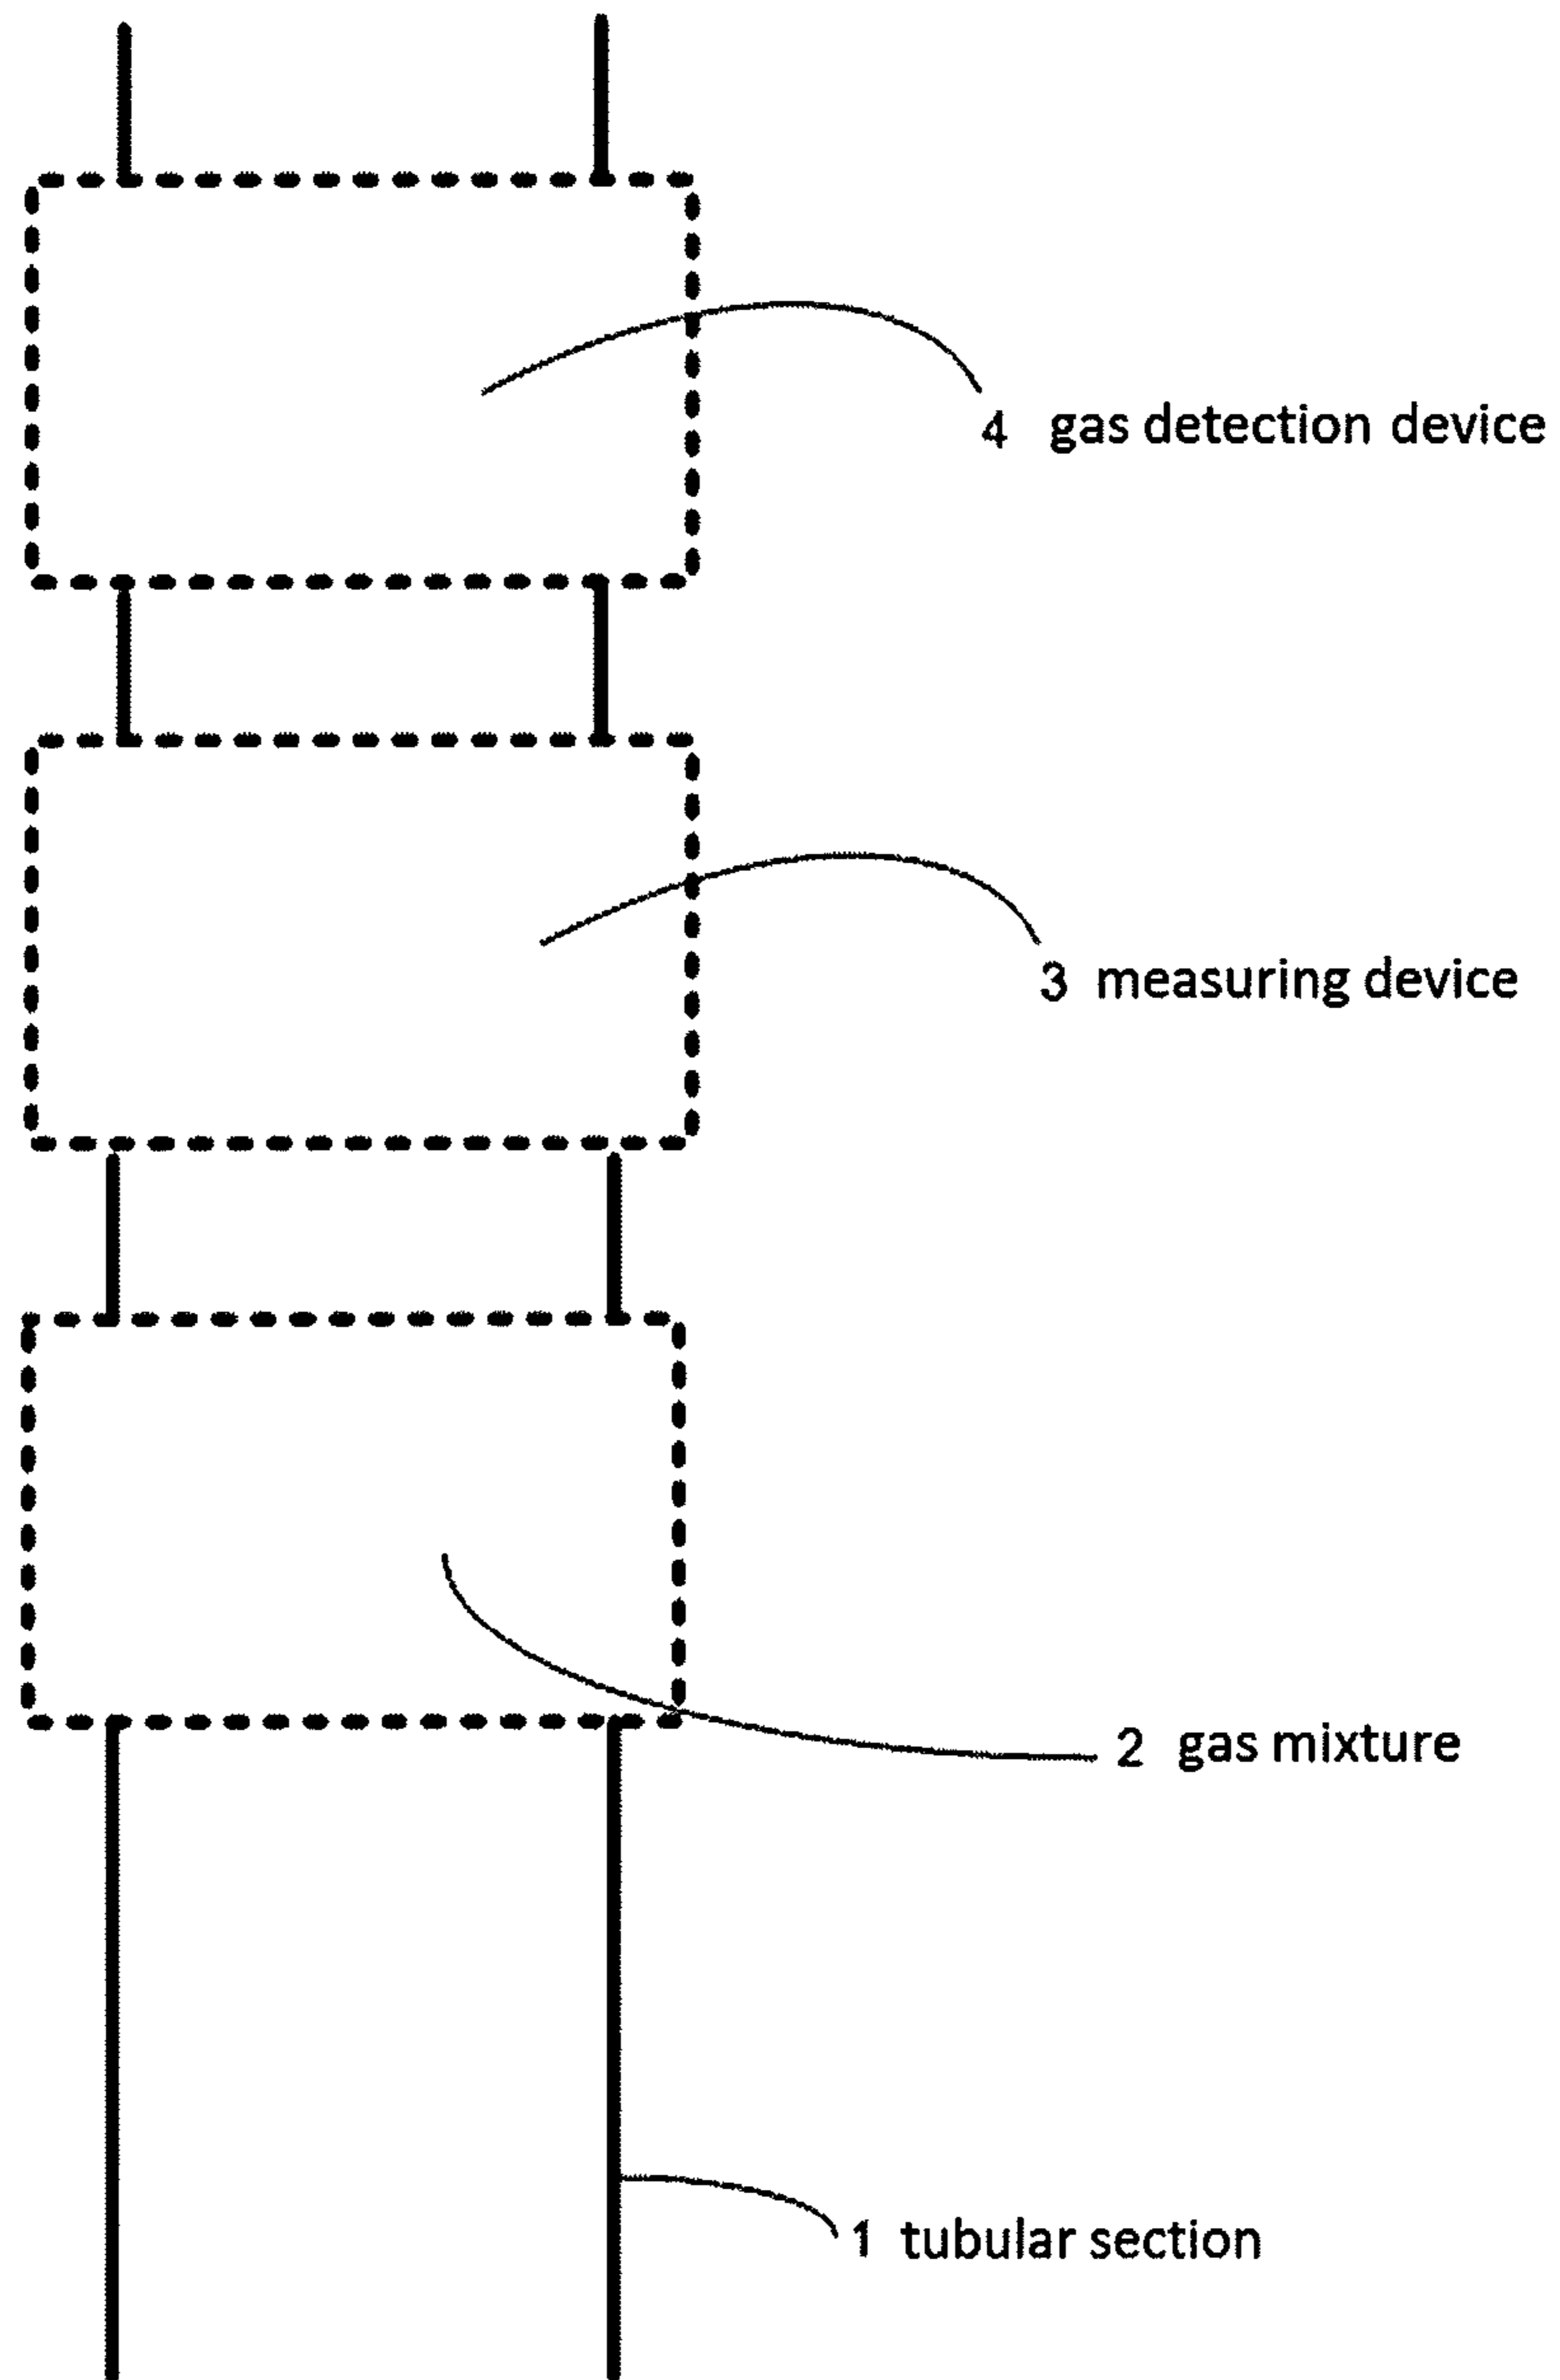 4 gas detection device
3 measuring device
2 gas mixture
1 tubular section